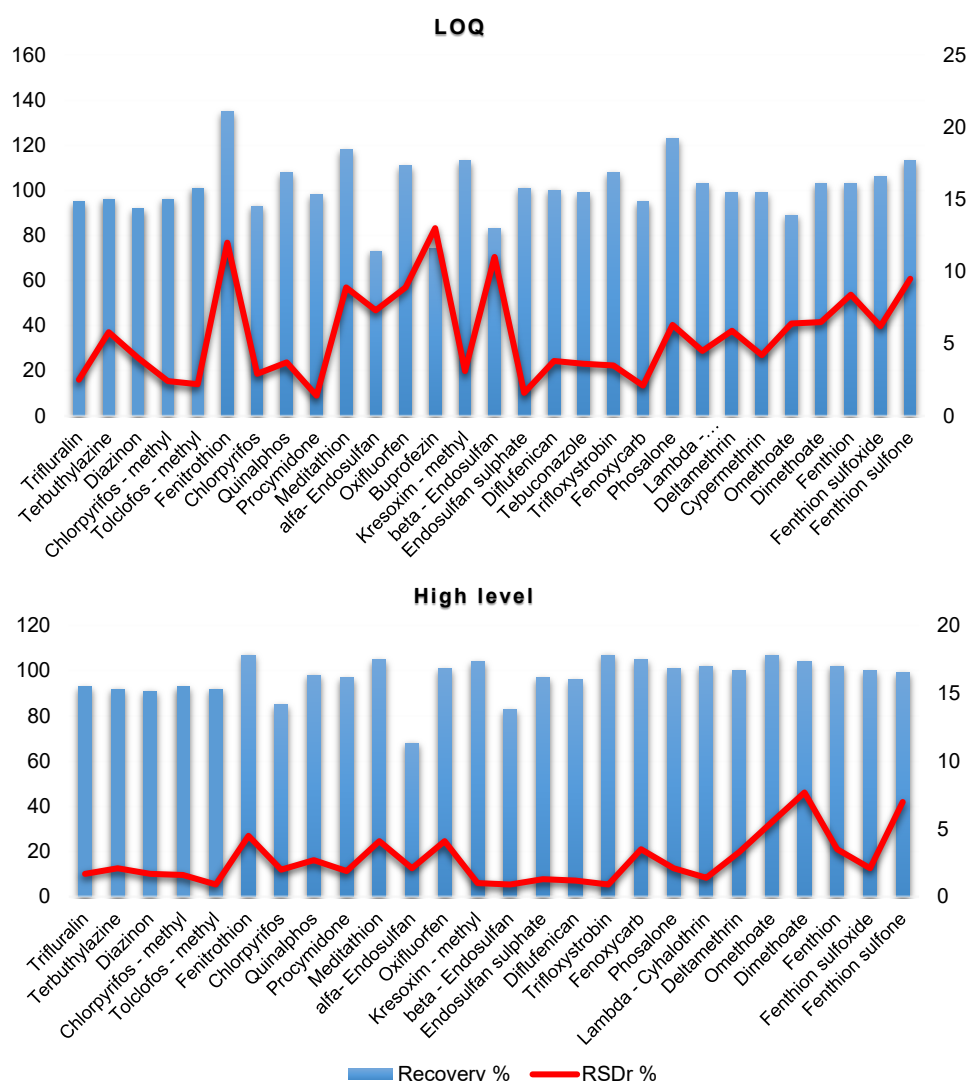 LOQ
160 25
140
120 20
100 15
80
60 10
40 5
20
0 0
Trifluralin
Terbuthylazine
Diazinon
Chlorpyrifos - methyl
Tolclofos - methyl
Fenitrothion
Chlorpyrifos
Quinalphos
Procymidone
Meditathion
alfa- Endosulfan
Oxifluorfen
Buprofezin
Kresoxim - methyl
beta - Endosulfan
Endosulfan sulphate
Diflufenican
Tebuconazole
Trifloxystrobin
Fenoxycarb
Phosalone
Lambda - ...
Deltamethrin
Cypermethrin
Omethoate
Dimethoate
Fenthion
Fenthion sulfoxide
Fenthion sulfone
High level
120 20
100 15
80
60 10
40 5
20
0 0
Trifluralin
Terbuthylazine
Diazinon
Chlorpyrifos - methyl
Tolclofos - methyl
Fenitrothion
Chlorpyrifos
Quinalphos
Procymidone
Meditathion
alfa- Endosulfan
Oxifluorfen
Kresoxim - methyl
beta - Endosulfan
Endosulfan sulphate
Diflufenican
Trifloxystrobin
Fenoxycarb
Phosalone
Lambda - Cyhalothrin
Deltamethrin
Omethoate
Dimethoate
Fenthion
Fenthion sulfoxide
Fenthion sulfone
Recovery % RSDr %